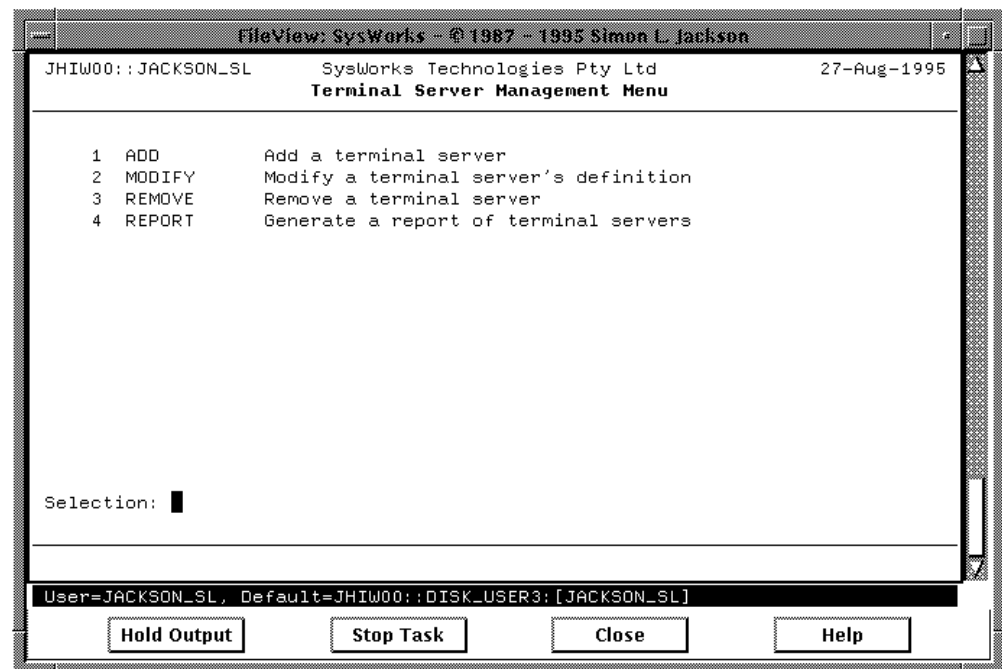 FileView: SysWorks - © 1987 - 1995 Simon L. Jackson
JHIW00::JACKSON_SL SysWorks Technologies Pty Ltd 27-Aug-1995
Terminal Server Management Menu
1 ADD Add a terminal server
2 MODIFY Modify a terminal server's definition
3 REMOVE Remove a terminal server
4 REPORT Generate a report of terminal servers
Selection:
User=JACKSON_SL, Default=JHIW00::DISK_USER3:[JACKSON_SL]
Hold Output Stop Task Close Help